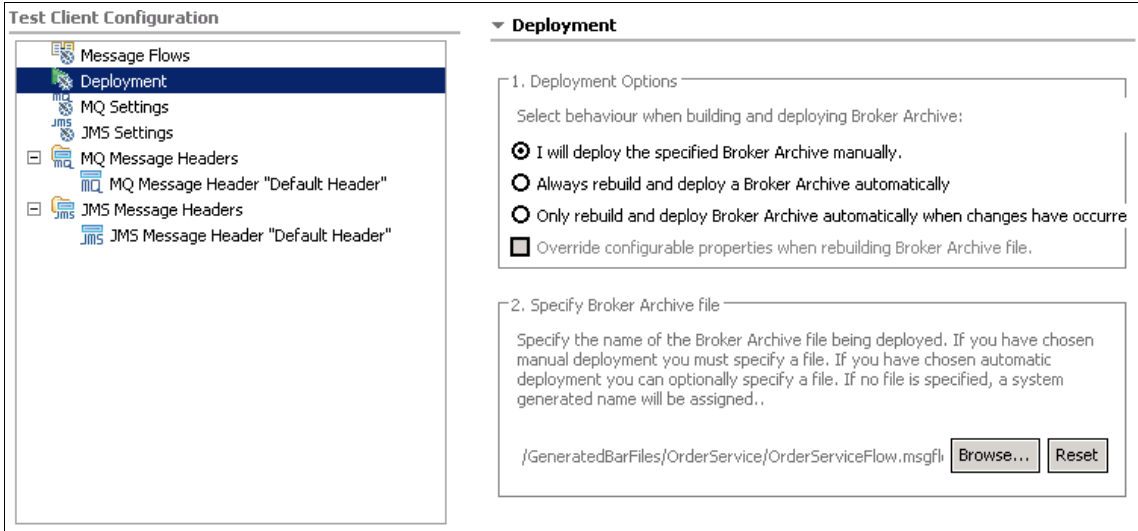 Test Client Configuration
Message Flows
Deployment
MQ Settings
JMS Settings
MQ Message Headers
MQ Message Header "Default Header"
JMS Message Headers
JMS Message Header "Default Header"
Deployment
1. Deployment Options
Select behaviour when building and deploying Broker Archive:
I will deploy the specified Broker Archive manually.
Always rebuild and deploy a Broker Archive automatically
Only rebuild and deploy Broker Archive automatically when changes have occurre
Override configurable properties when rebuilding Broker Archive file.
2. Specify Broker Archive file
Specify the name of the Broker Archive file being deployed. If you have chosen
manual deployment you must specify a file. If you have chosen automatic
deployment you can optionally specify a file. If no file is specified, a system
generated name will be assigned..
/GeneratedBarFiles/OrderService/OrderServiceFlow.msgfl Browse... Reset